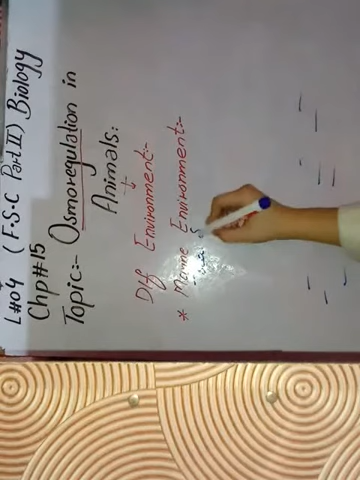 L#04 (F.S.C Part II) Biology
Chp#15
Topic:- Osmoregulation in
Animals:
Dif Environment:-
* Marine Environment:-